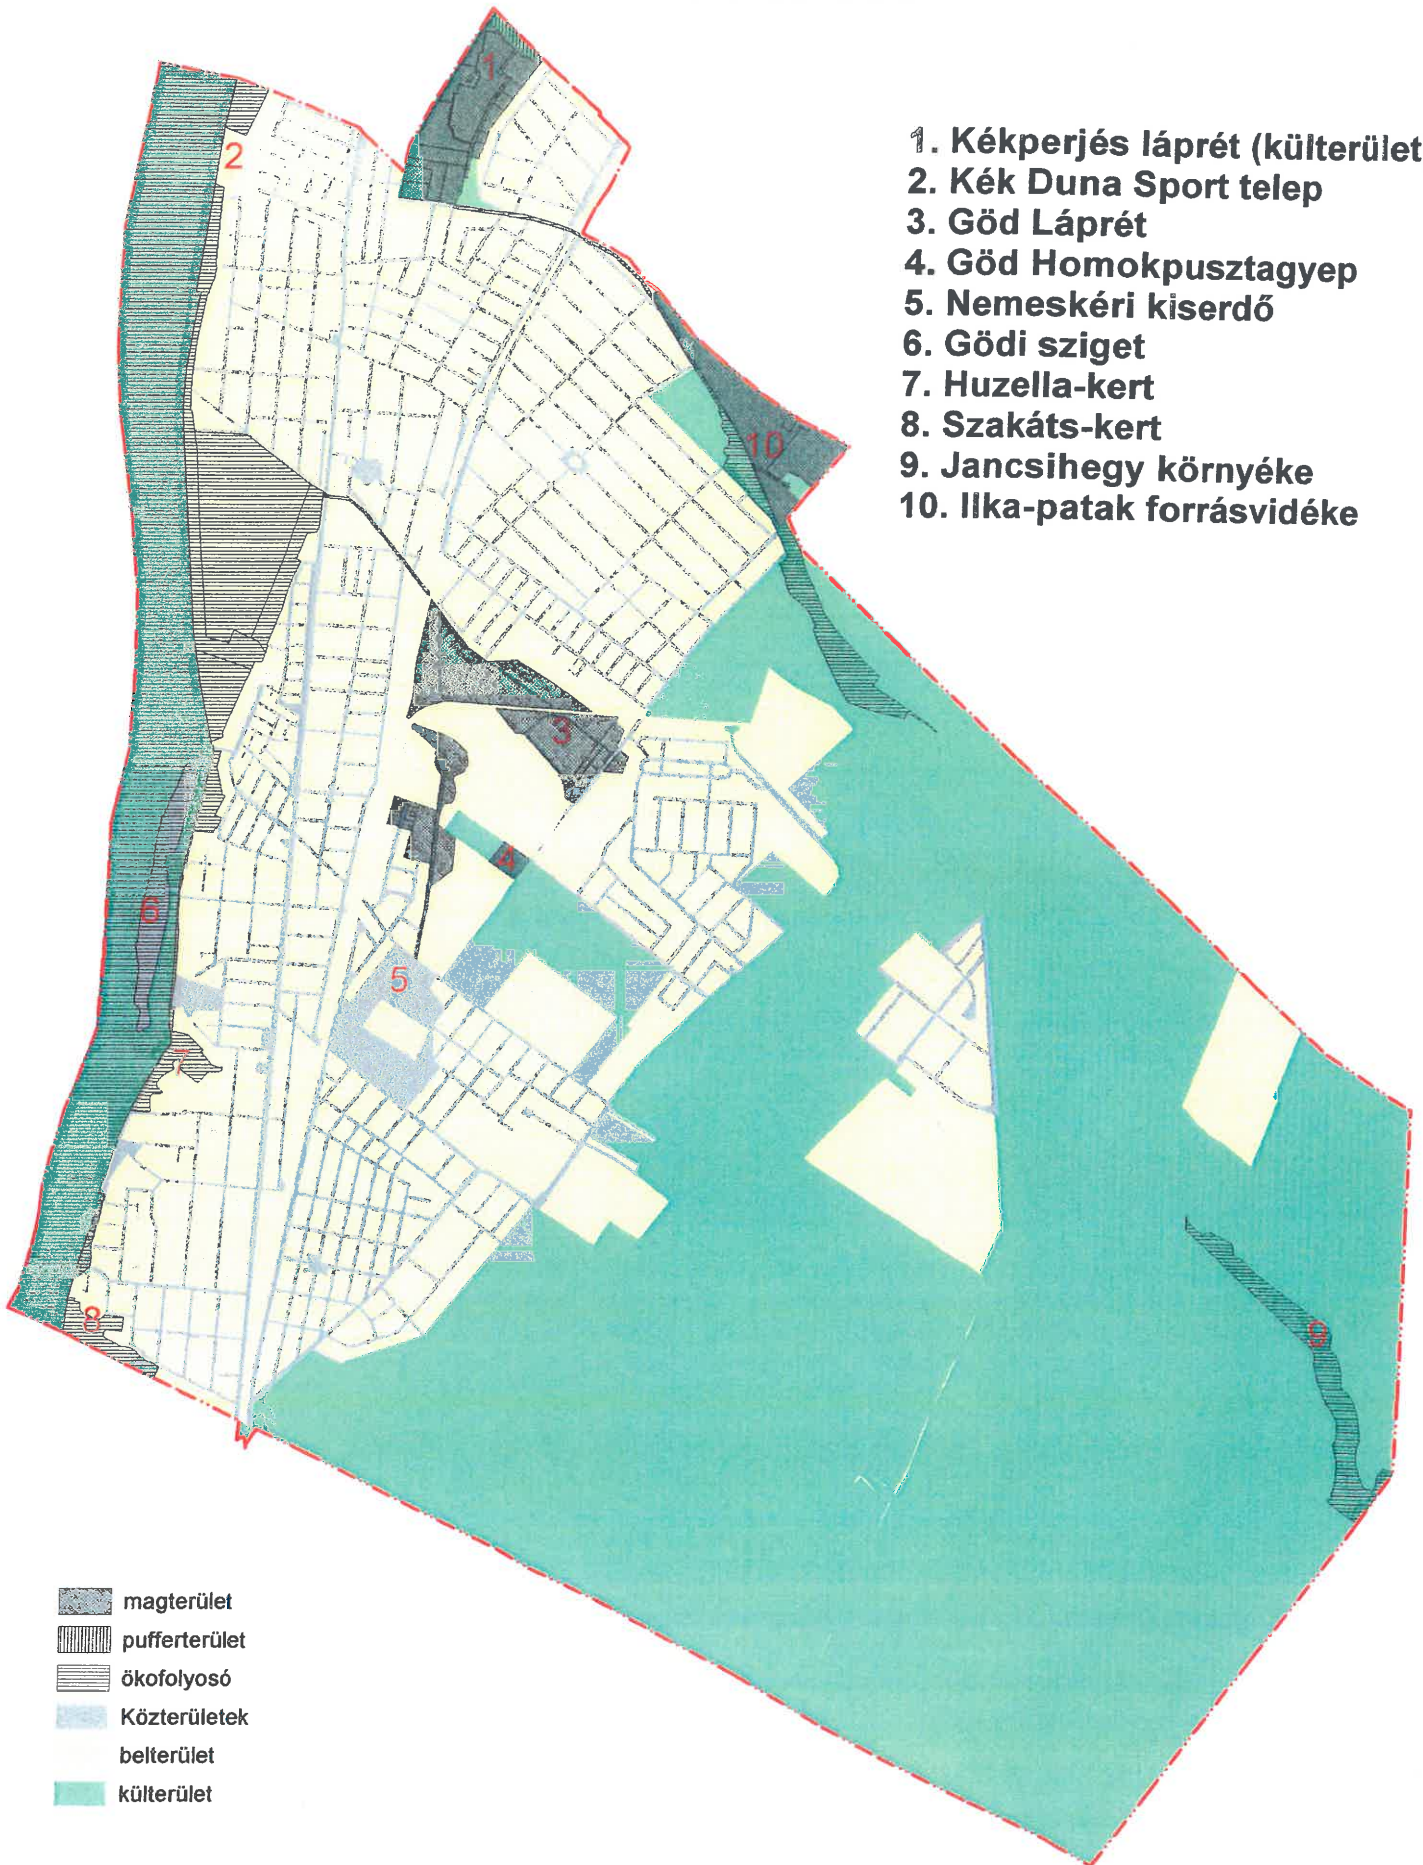 1. Kékperjés láprét (külterület
2. Kék Duna Sport telep
3. Göd Láprét
4. Göd Homokpusztagyep
5. Nemeskéri kiserdő
6. Gödi sziget
7. Huzella-kert
8. Szakáts-kert
9. Jancsihegy környéke
10. Ilka-patak forrásvidéke
1
2
10
3
4
6
5
7
8
9
magterület
pufferterület
ökofolyosó
Közterületek
belterület
külterület